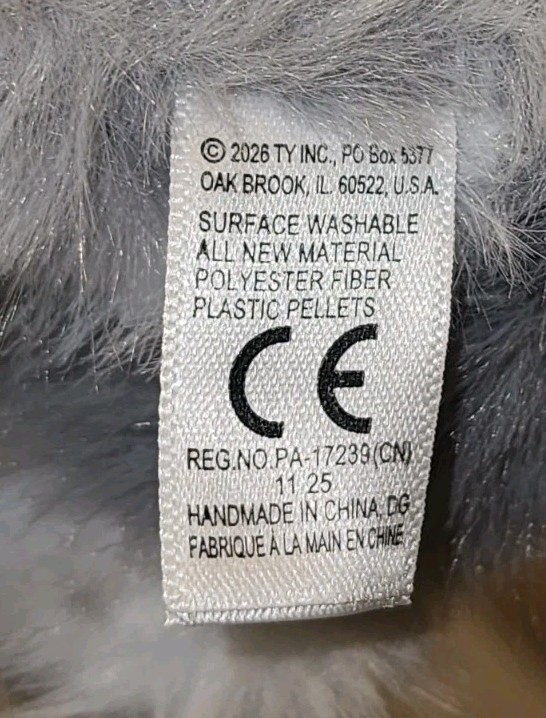 © 2026 TY INC., PO Box 5377
OAK BROOK, IL. 60522, U.S.A.
SURFACE WASHABLE
ALL NEW MATERIAL
POLYESTER FIBER
PLASTIC PELLETS
CE
REG.NO.PA-17239(CN)
11 25
HANDMADE IN CHINA, DG
FABRIQUE A LA MAIN EN CHINE